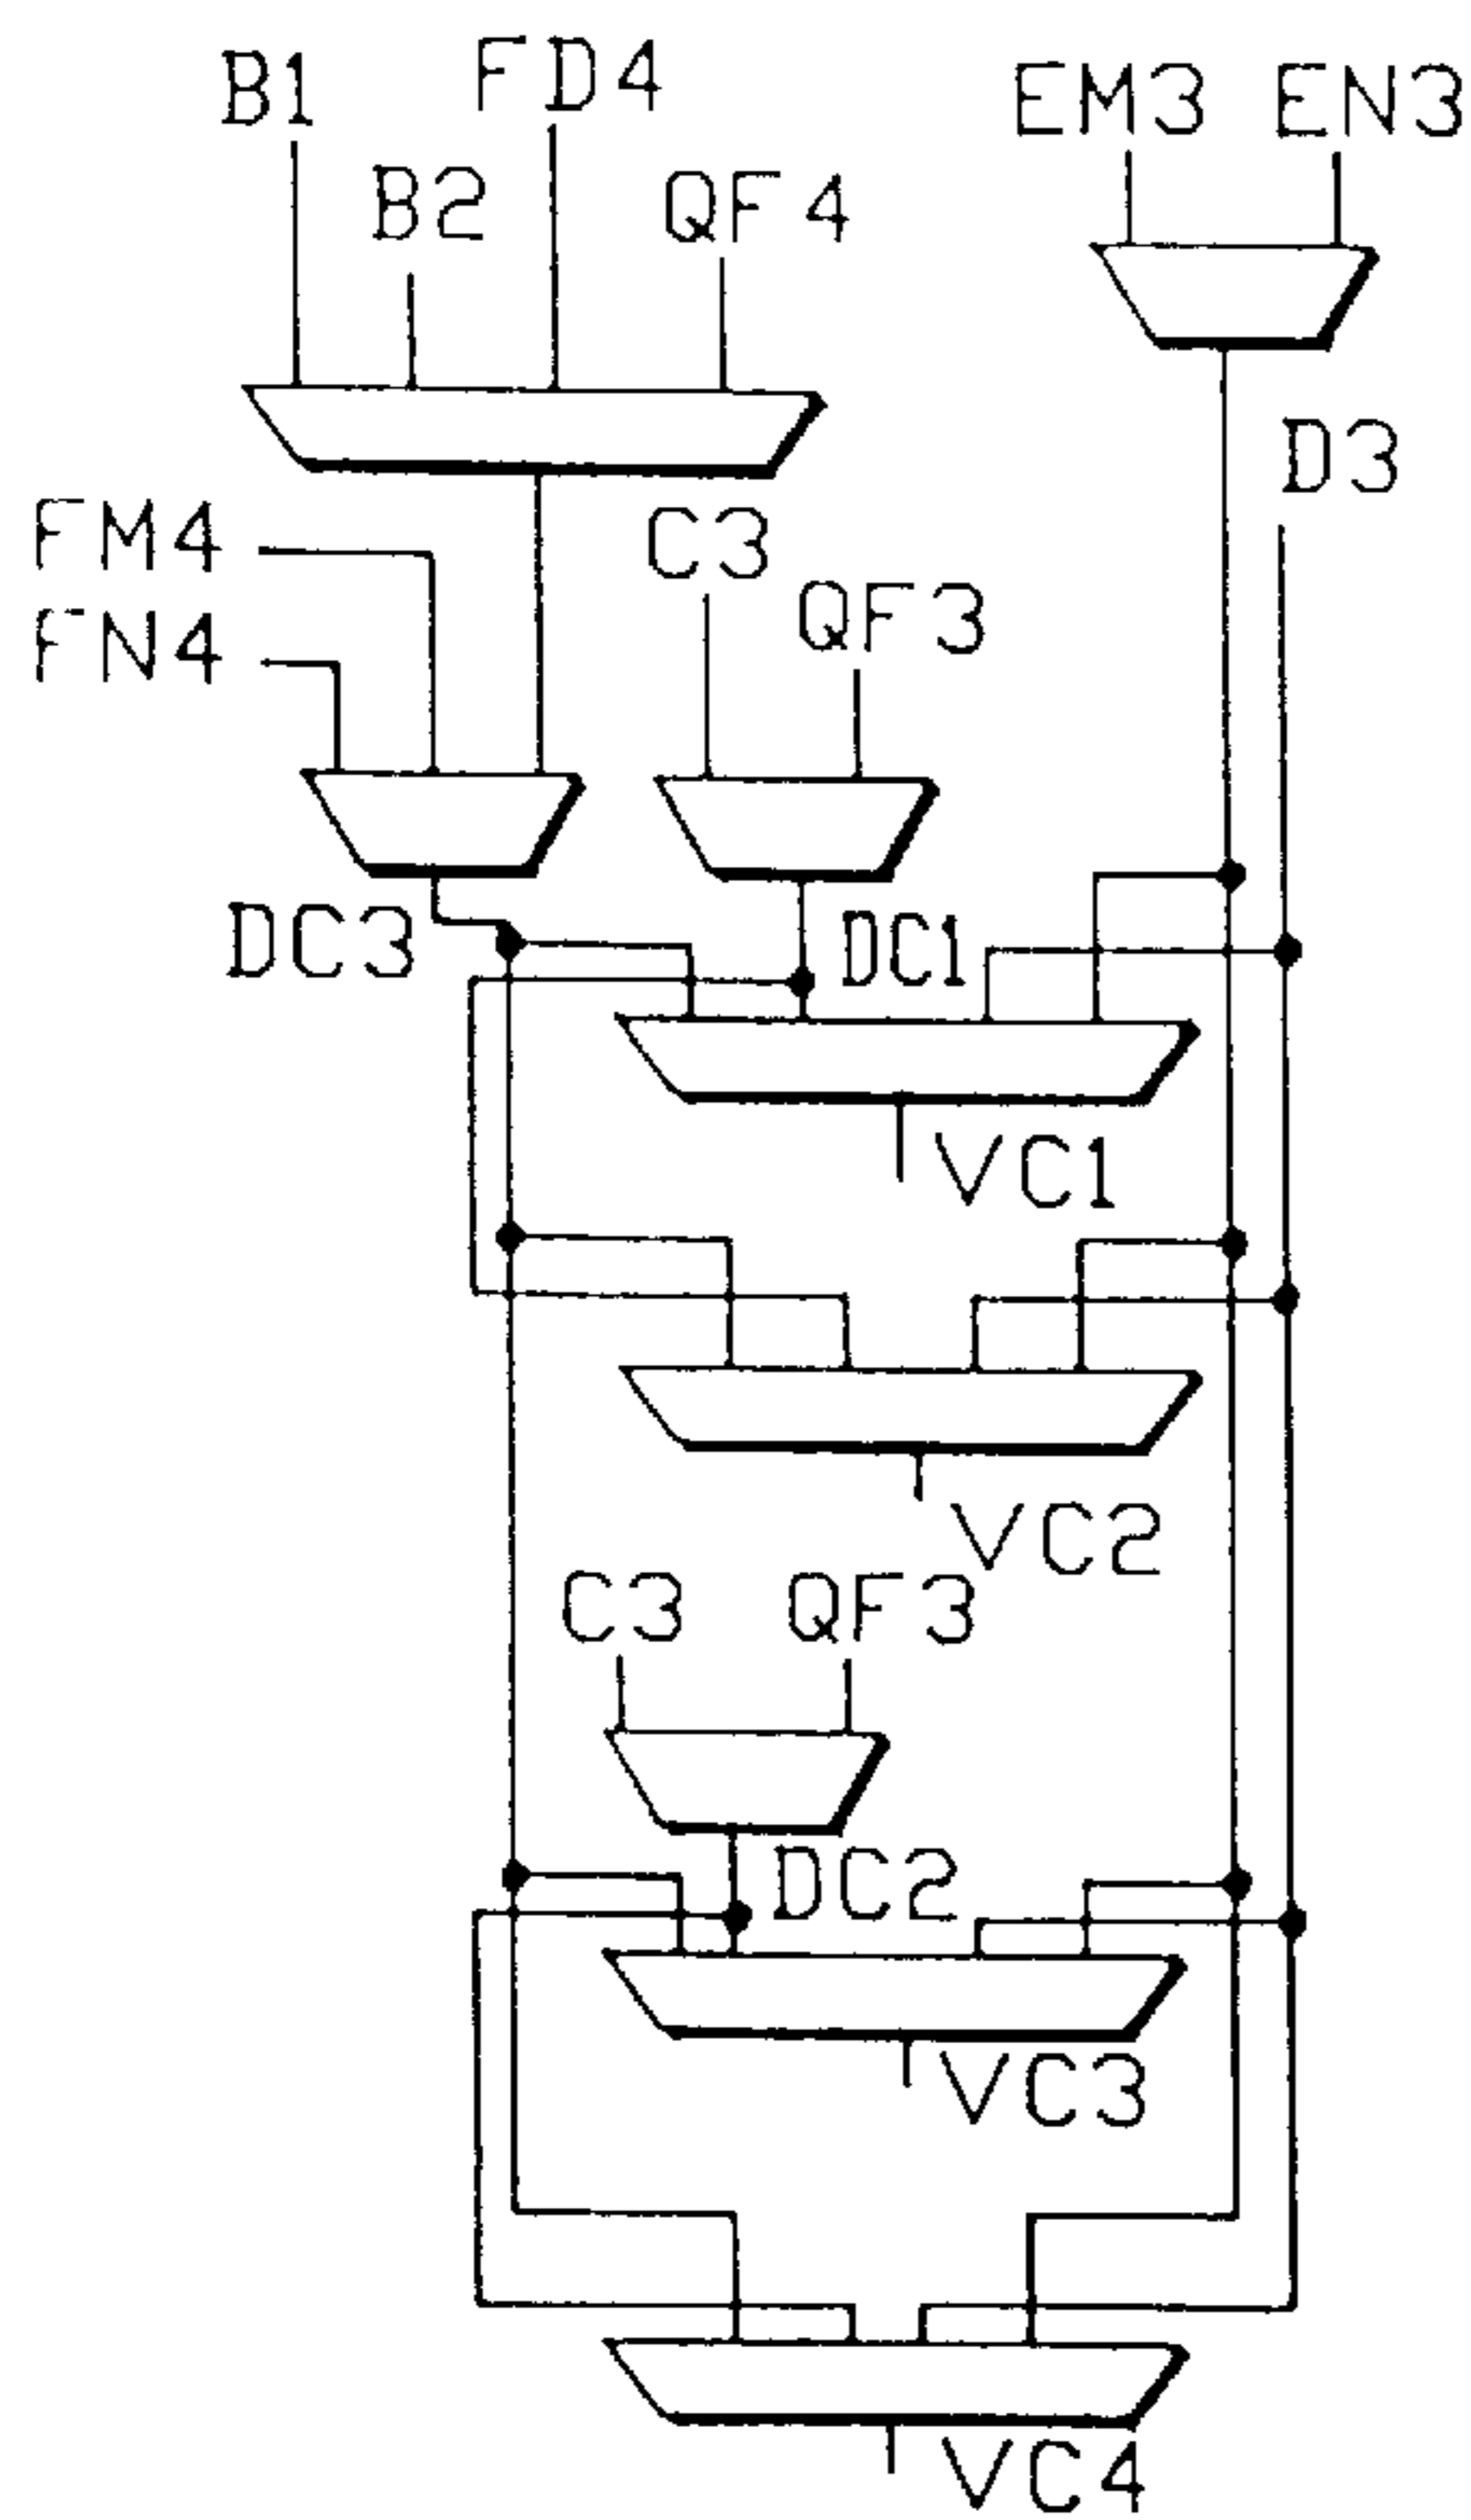 B1 FD4 EM3 EN3
B2 QF4
D3
FM4 C3
QF3
FN4
DC3 DC1
VC1
VC2
C3 QF3
DC2
VC3
VC4